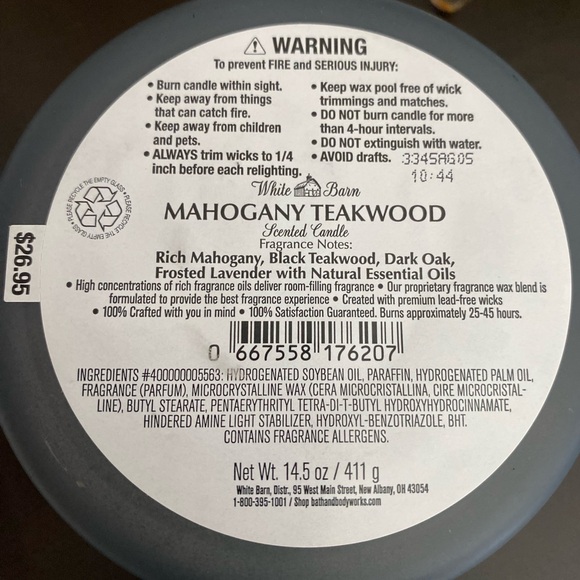 ⚠ WARNING
To prevent FIRE and SERIOUS INJURY:
• Burn candle within sight.
• Keep away from things
that can catch fire.
• Keep away from children
and pets.
• ALWAYS trim wicks to 1/4
inch before each relighting.
• Keep wax pool free of wick
trimmings and matches.
• DO NOT burn candle for more
than 4-hour intervals.
• DO NOT extinguish with water.
• AVOID drafts.
3345AG05
10:44
PLEASE RECYCLE THE EMPTY GLASS • PLEASE RECYCLE THE EMPTY GLASS •
White Barn
MAHOGANY TEAKWOOD
Scented Candle
Fragrance Notes:
Rich Mahogany, Black Teakwood, Dark Oak,
Frosted Lavender with Natural Essential Oils
• High concentrations of rich fragrance oils deliver room-filling fragrance • Our proprietary fragrance wax blend is
formulated to provide the best fragrance experience • Created with premium lead-free wicks
• 100% Crafted with you in mind • 100% Satisfaction Guaranteed. Burns approximately 25-45 hours.
$26.95
0 667558 176207
INGREDIENTS #400000005563: HYDROGENATED SOYBEAN OIL, PARAFFIN, HYDROGENATED PALM OIL,
FRAGRANCE (PARFUM), MICROCRYSTALLINE WAX (CERA MICROCRISTALLINA, CIRE MICROCRISTAL-
LINE), BUTYL STEARATE, PENTAERYTHRITYL TETRA-DI-T-BUTYL HYDROXYHYDROCINNAMATE,
HINDERED AMINE LIGHT STABILIZER, HYDROXYL-BENZOTRIAZOLE, BHT.
CONTAINS FRAGRANCE ALLERGENS.
Net Wt. 14.5 oz / 411 g
White Barn, Distr., 95 West Main Street, New Albany, OH 43054
1-800-395-1001 / Shop bathandbodyworks.com